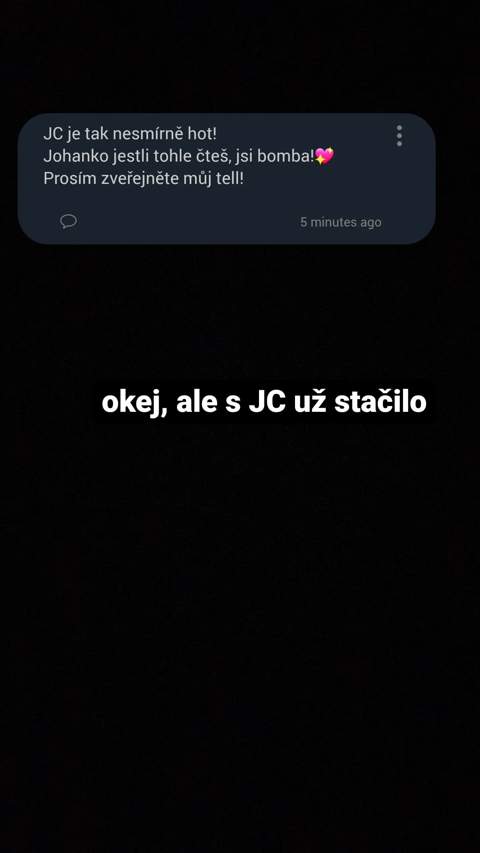 JC je tak nesmírně hot!
Johanko jestli tohle čteš, jsi bomba!💖
Prosím zveřejněte můj tell!
5 minutes ago
okej, ale s JC už stačilo